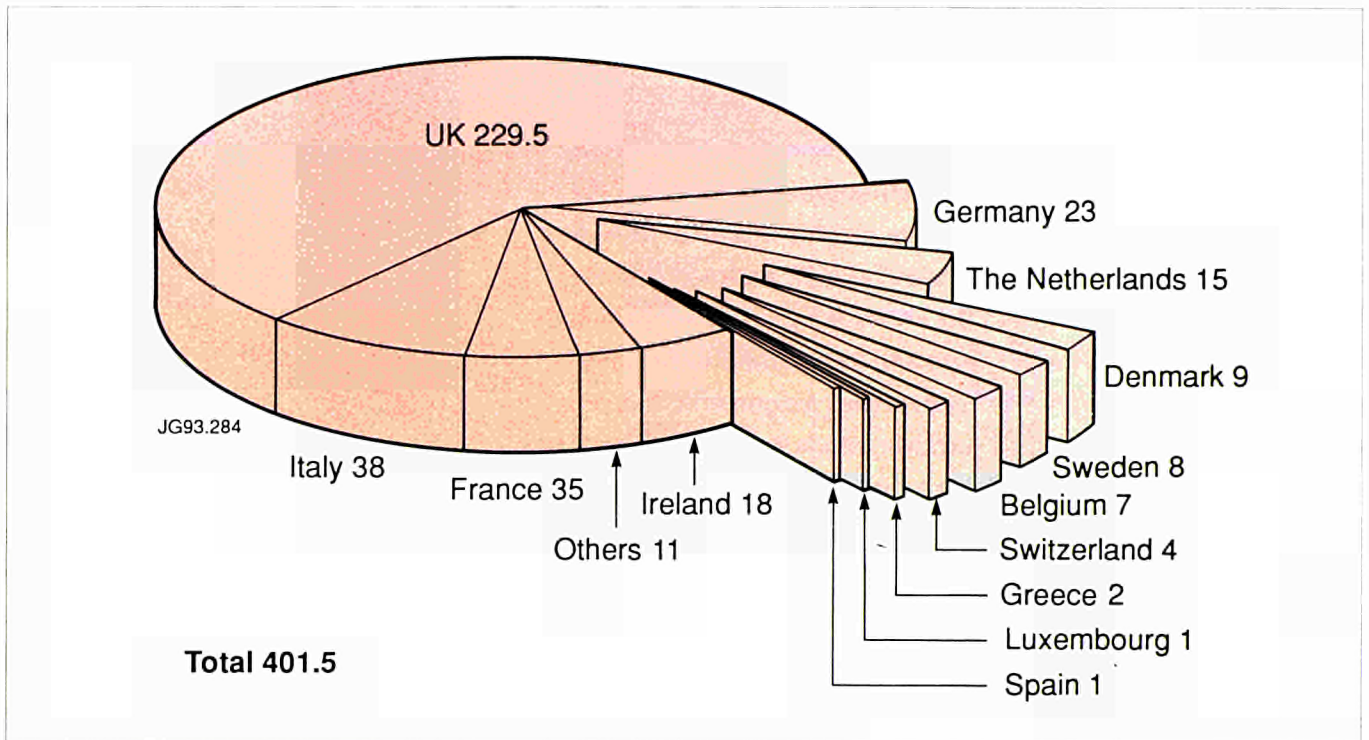 UK 229.5
Germany 23
The Netherlands 15
Denmark 9
Sweden 8
Belgium 7
Switzerland 4
Greece 2
Luxembourg 1
Spain 1
Ireland 18
Others 11
France 35
Italy 38
JG93.284
Total 401.5